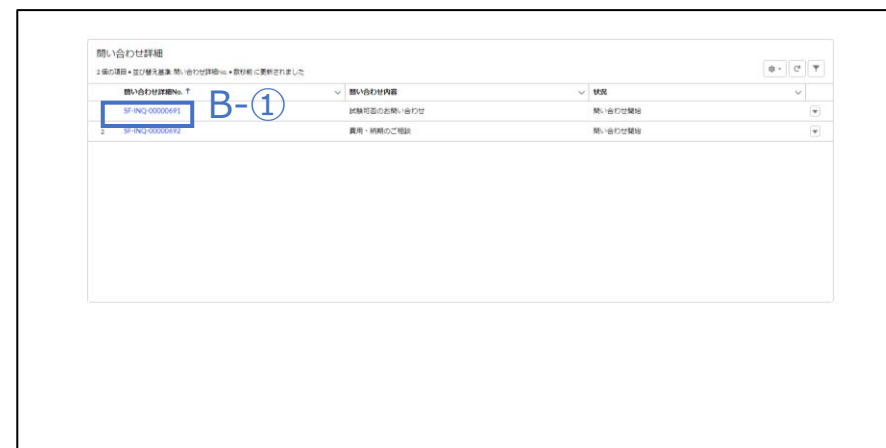 問い合わせ詳細
2 個の項目 • 並び替え基準: 問い合わせ詳細No. • 数秒前 に更新されました
問い合わせ詳細No. ↑ 問い合わせ内容 状況
B-①
SF-INQ-00000691 試験可否のお問い合わせ 問い合わせ開始
2 SF-INQ-00000692 費用・納期のご相談 問い合わせ開始